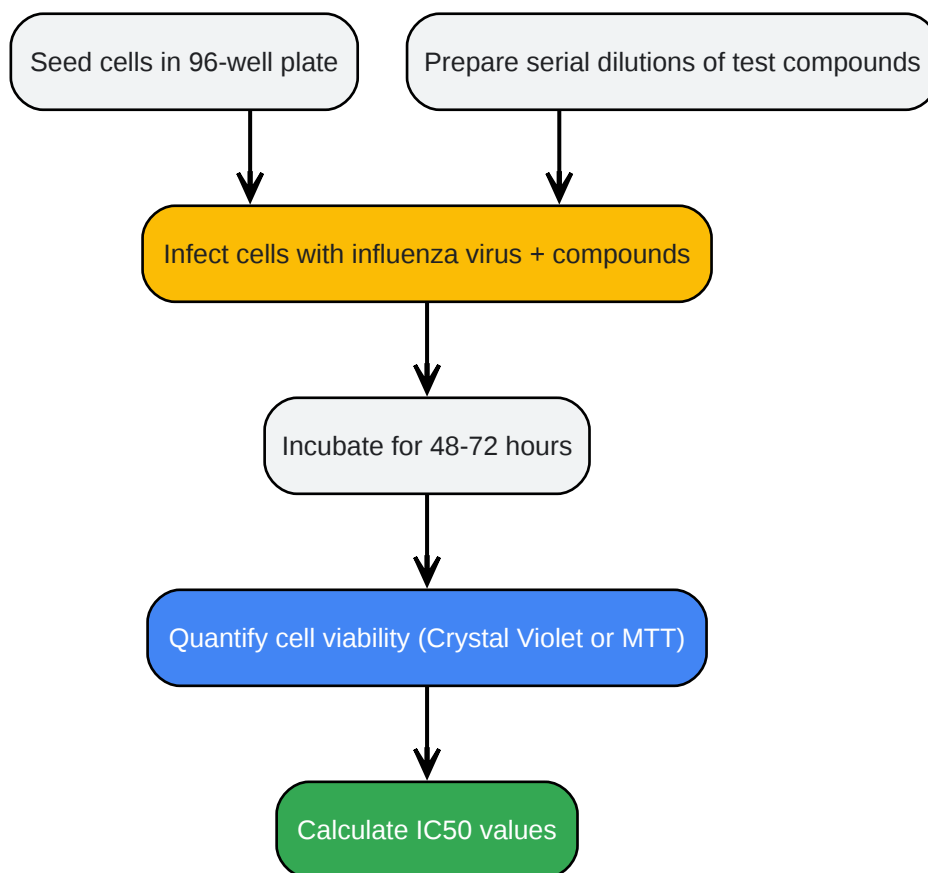 Seed cells in 96-well plate
Prepare serial dilutions of test compounds
Infect cells with influenza virus + compounds
Incubate for 48-72 hours
Quantify cell viability (Crystal Violet or MTT)
Calculate IC50 values